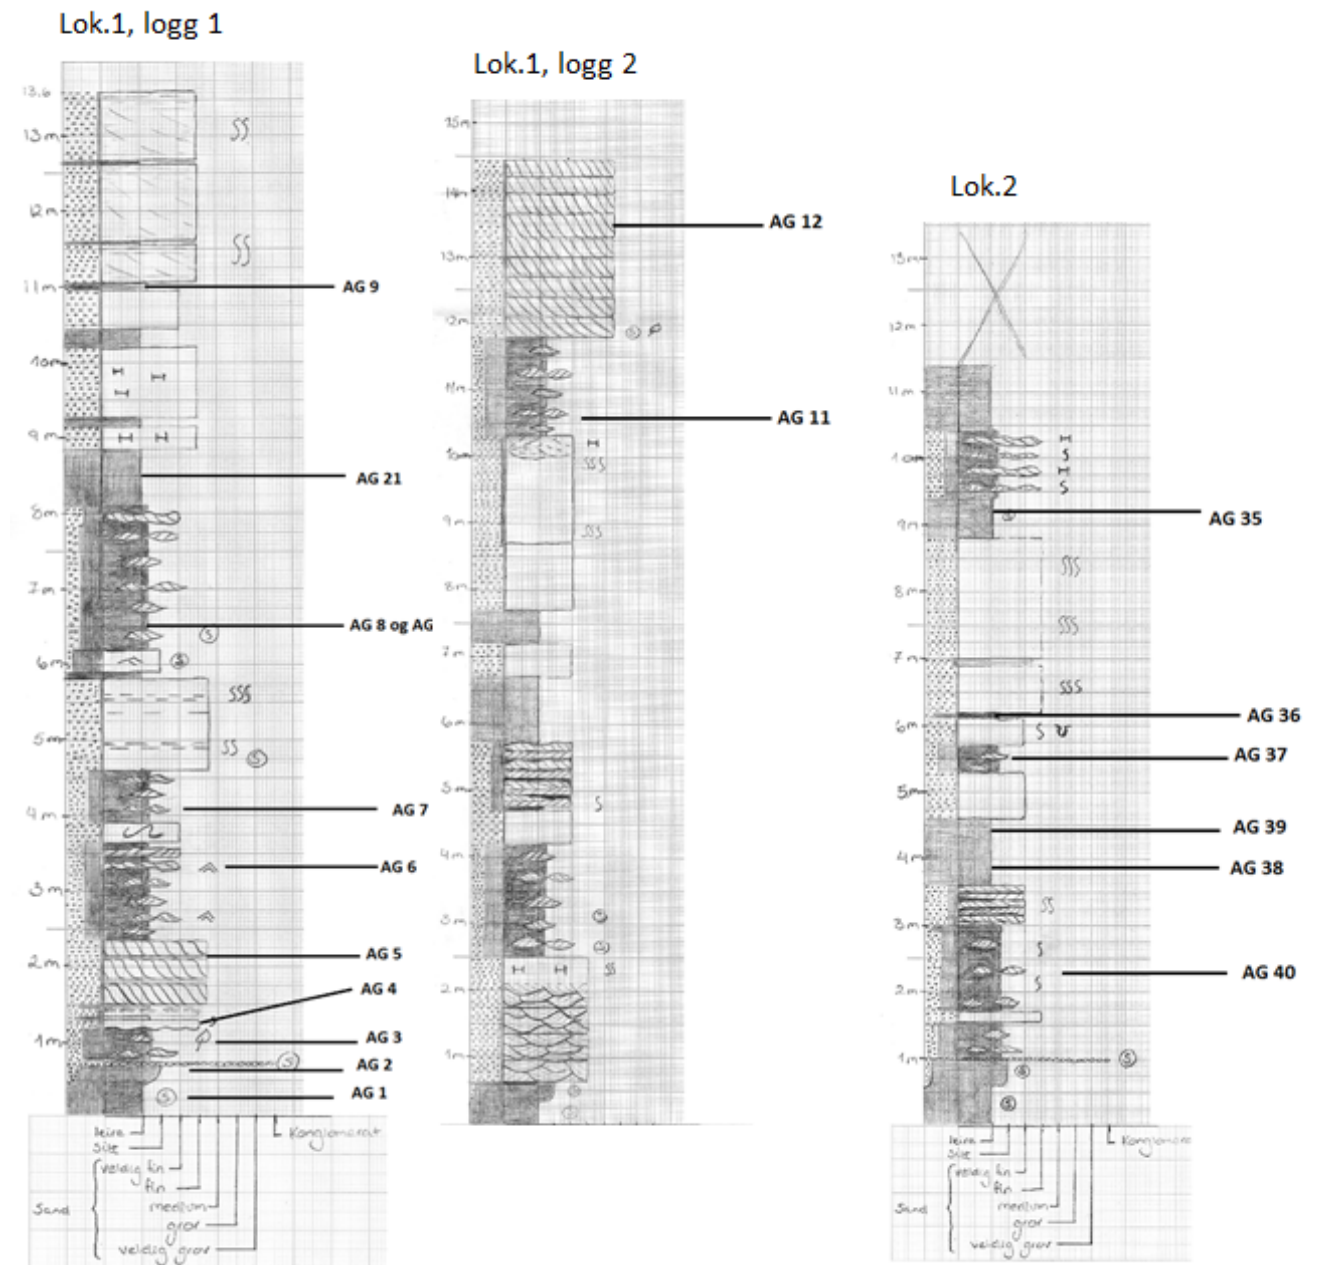 Lok.1, logg 1
13.6
13m
12m
11m
10m
9m
8m
7m
6m
5m
4m
3m
2m
1m
AG 9
AG 21
AG 8 og AG
AG 7
AG 6
AG 5
AG 4
AG 3
AG 2
AG 1
leire
Silt
veldig fin
fin
medium
grov
veldig grov
Sand
Konglomerat
Lok.1, logg 2
15m
14m
13m
12m
11m
10m
9m
8m
7m
6m
5m
4m
3m
2m
1m
AG 12
AG 11
Lok.2
13m
12m
11m
10m
9m
8m
7m
6m
5m
4m
3m
2m
1m
AG 35
AG 36
AG 37
AG 39
AG 38
AG 40
leire
Silt
veldig fin
fin
medium
grov
veldig grov
Sand
Konglomera